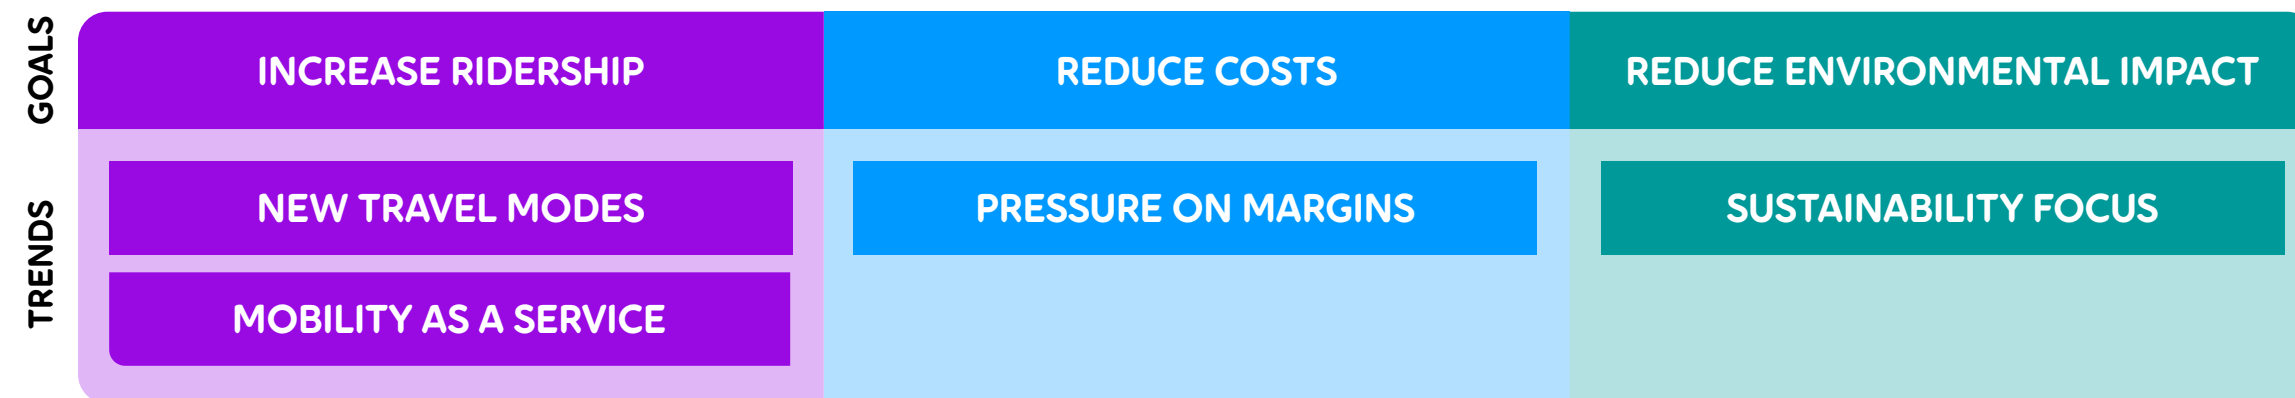 GOALS
INCREASE RIDERSHIP
REDUCE COSTS
REDUCE ENVIRONMENTAL IMPACT
TRENDS
NEW TRAVEL MODES
PRESSURE ON MARGINS
SUSTAINABILITY FOCUS
MOBILITY AS A SERVICE